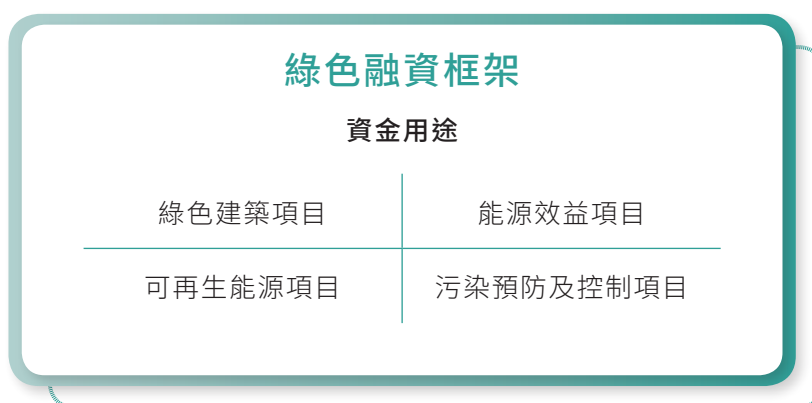 綠色融資框架
資金用途
綠色建築項目
能源效益項目
可再生能源項目
污染預防及控制項目